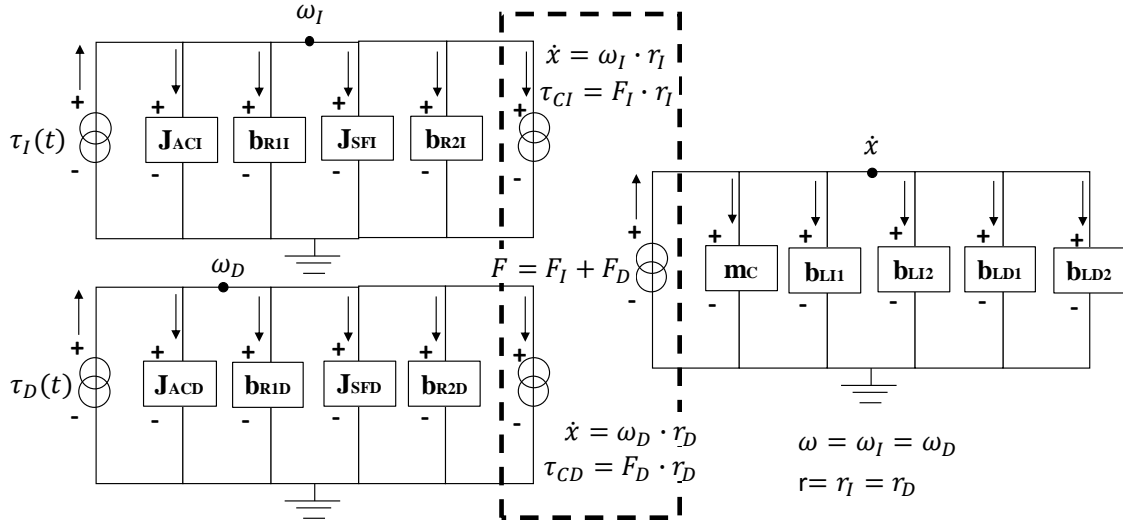 ω_I
ẋ = ω_I · r_I
τ_CI = F_I · r_I
τ_I(t)
+ + + + + +
J_ACI b_R1I J_SFI b_R2I
- - - - - -
ẋ
F = F_I + F_D
+ + + + + +
m_C b_LI1 b_LI2 b_LD1 b_LD2
- - - - - -
ω_D
τ_D(t)
+ + + + + +
J_ACD b_R1D J_SFD b_R2D
- - - - - -
ẋ = ω_D · r_D
τ_CD = F_D · r_D
ω = ω_I = ω_D
r= r_I = r_D